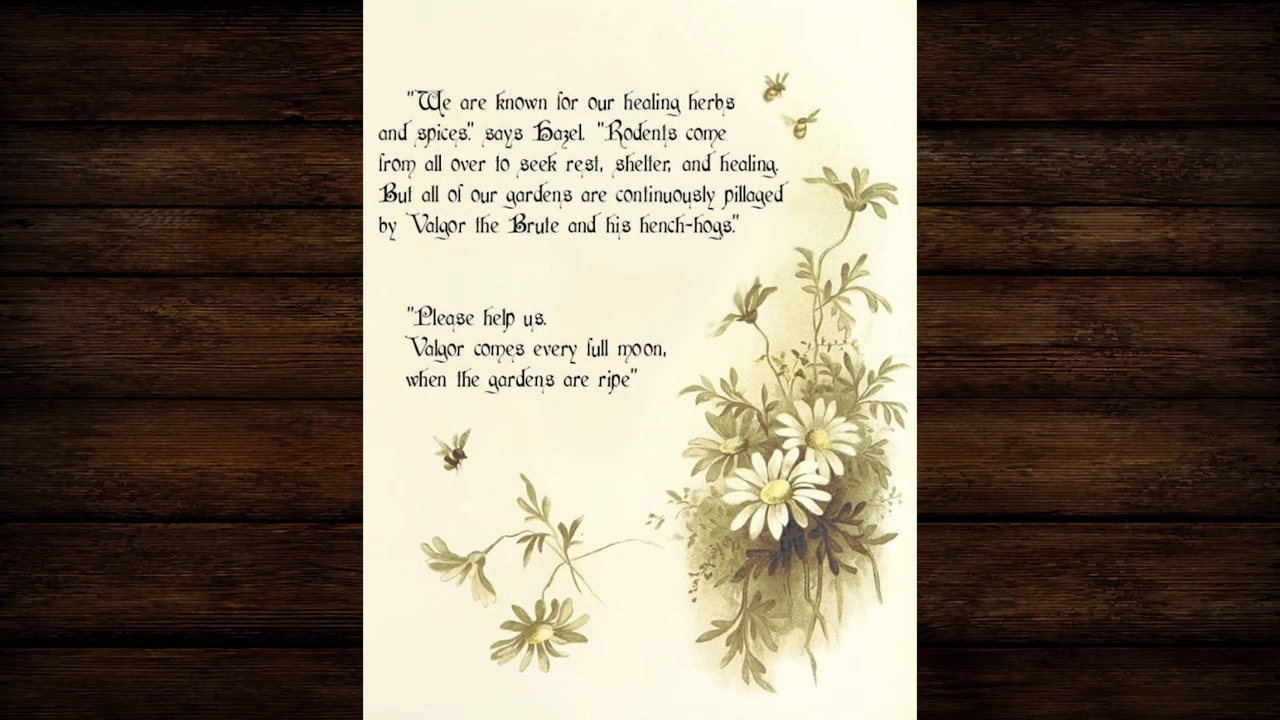 "We are known for our healing herbs
and spices." says Hazel. "Rodents come
from all over to seek rest, shelter, and healing.
But all of our gardens are continuously pillaged
by Valgor the Brute and his hench-hogs."
"Please help us.
Valgor comes every full moon,
when the gardens are ripe"